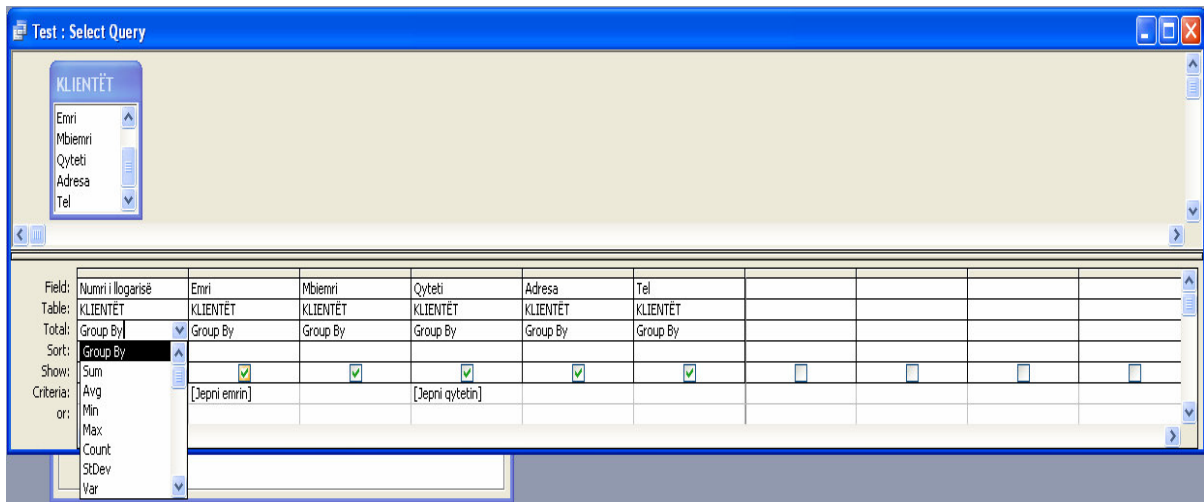 Test : Select Query
KLIENTËT
Emri
Mbiemri
Qyteti
Adresa
Tel
Field: Numri i llogarisë Emri Mbiemri Qyteti Adresa Tel
Table: KLIENTËT KLIENTËT KLIENTËT KLIENTËT KLIENTËT KLIENTËT
Total: Group By Group By Group By Group By Group By Group By
Sort: Group By
Show: Sum
Criteria: Avg [Jepni emrin] [Jepni qytetin]
or: Min
Max
Count
StDev
Var